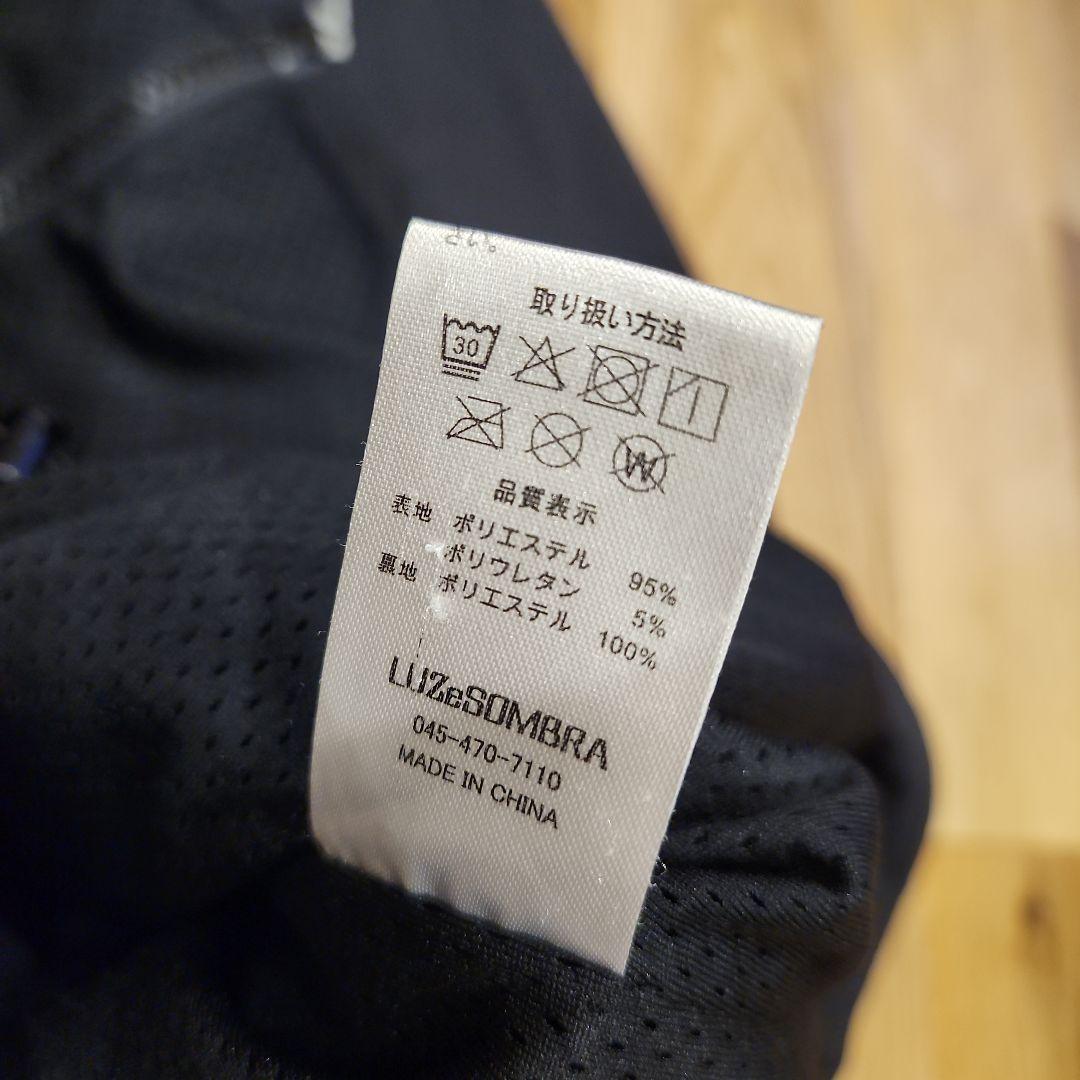 さい。
取り扱い方法
30
品質表示
表地 ポリエステル 95%
ポリウレタン 5%
裏地 ポリエステル 100%
LUZeSOMBRA
045-470-7110
MADE IN CHINA